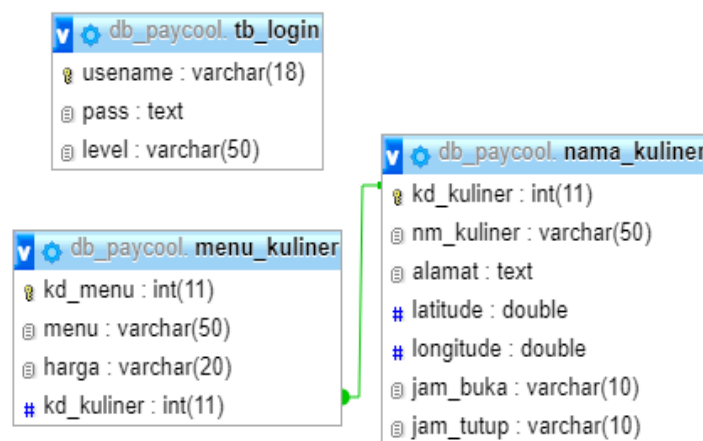 db_paycool. tb_login
usename : varchar(18)
pass : text
level : varchar(50)
db_paycool. nama_kuliner
kd_kuliner : int(11)
nm_kuliner : varchar(50)
alamat : text
# latitude : double
# longitude : double
jam_buka : varchar(10)
jam_tutup : varchar(10)
db_paycool. menu_kuliner
kd_menu : int(11)
menu : varchar(50)
harga : varchar(20)
# kd_kuliner : int(11)